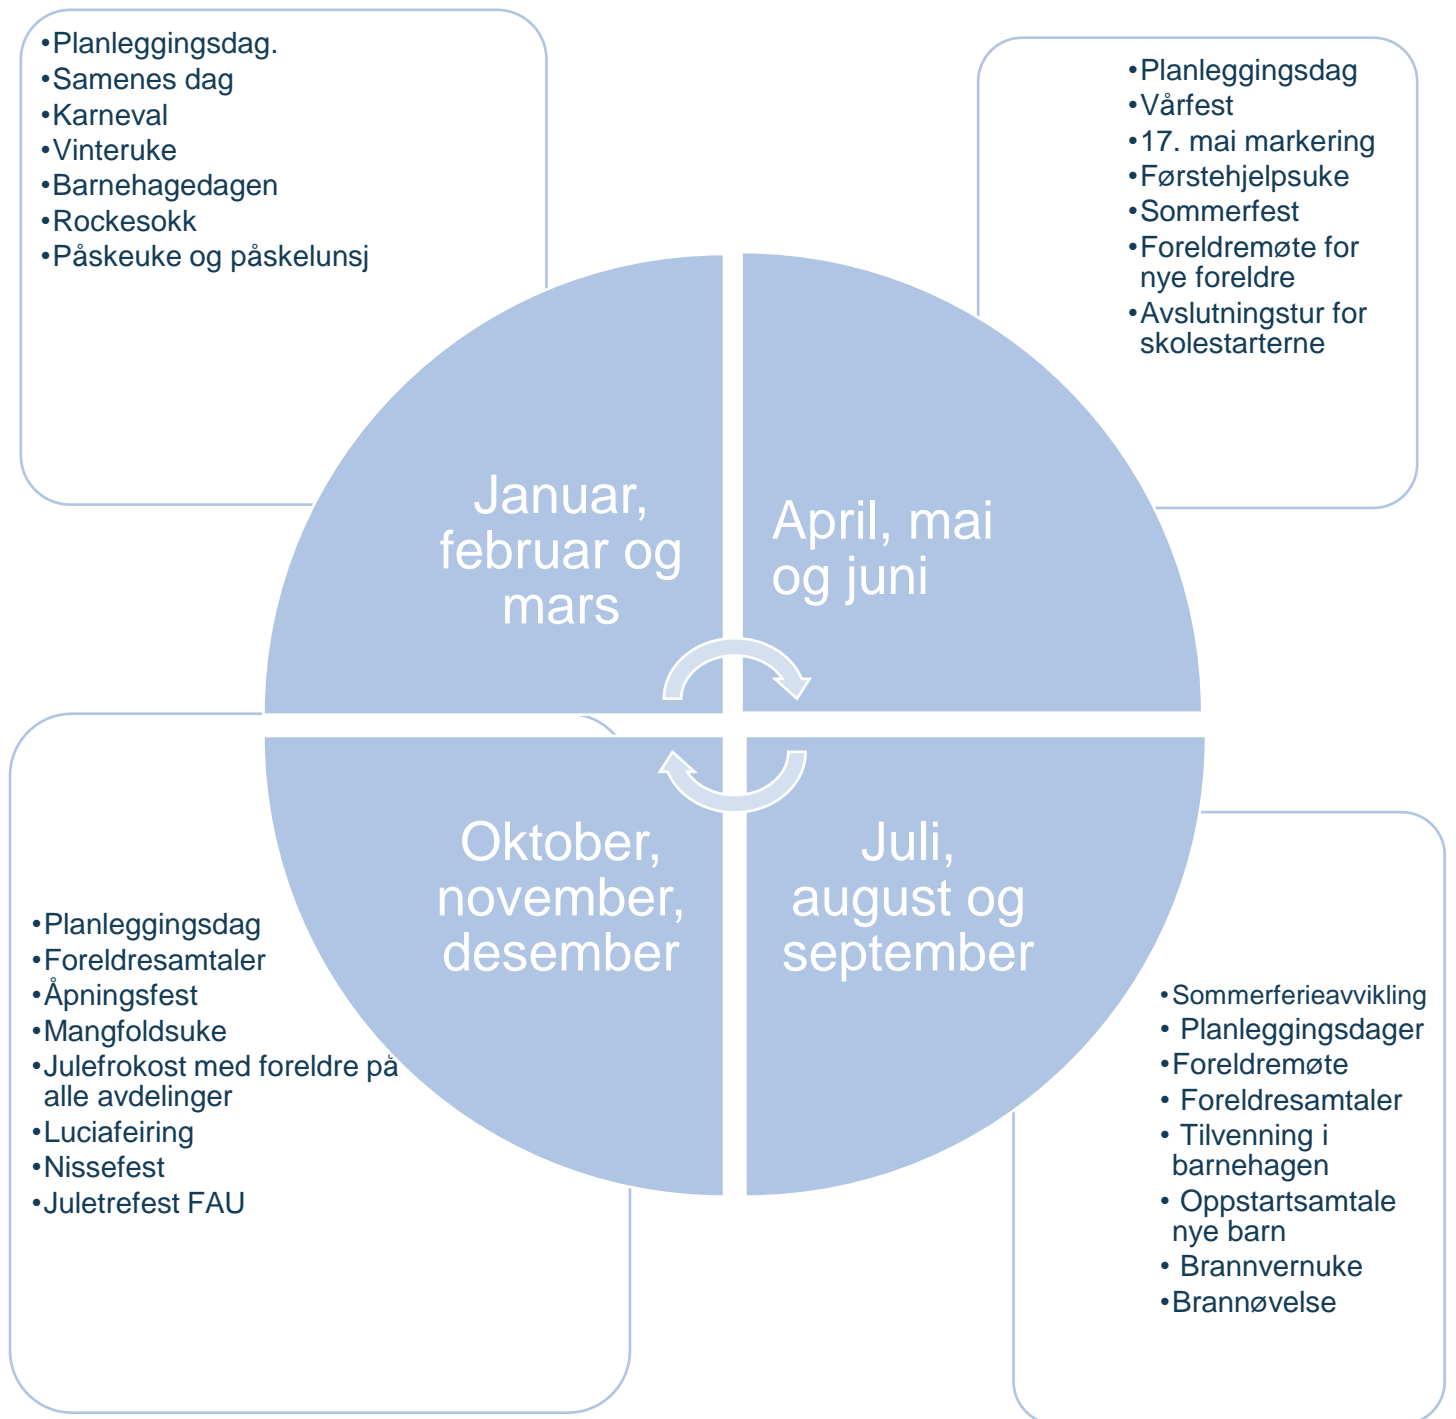 •Planleggingsdag.
•Samenes dag
•Karneval
•Vinteruke
•Barnehagedagen
•Rockesokk
•Påskeuke og påskelunsj
•Planleggingsdag
•Vårfest
•17. mai markering
•Førstehjelpsuke
•Sommerfest
•Foreldremøte for
nye foreldre
•Avslutningstur for
skolestarterne
Januar,
februar og
mars
April, mai
og juni
Oktober,
november,
desember
Juli,
august og
september
•Planleggingsdag
•Foreldresamtaler
•Åpningsfest
•Mangfoldsuke
•Julefrokost med foreldre på
alle avdelinger
•Luciafeiring
•Nissefest
•Juletrefest FAU
•Sommerferieavvikling
• Planleggingsdager
•Foreldremøte
• Foreldresamtaler
• Tilvenning i
barnehagen
• Oppstartsamtale
nye barn
• Brannvernuke
•Brannøvelse